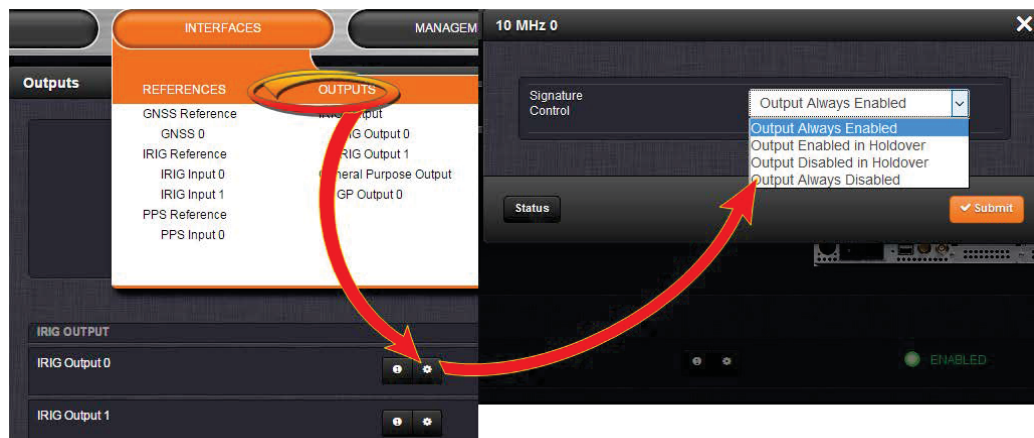 INTERFACES
MANAGEM
Outputs
REFERENCES
OUTPUTS
GNSS Reference
GNSS 0
Output 0
IRIG Reference
IRIG Output 1
IRIG Input 0
Purpose Output
IRIG Input 1
GP Output 0
PPS Reference
PPS Input 0
IRIG OUTPUT
IRIG Output 0
IRIG Output 1
10 MHz 0
Signature
Control
Output Always Enabled
Output Always Enabled
Output Enabled in Holdover
Output Disabled in Holdover
Output Always Disabled
Status
Submit
ENABLED